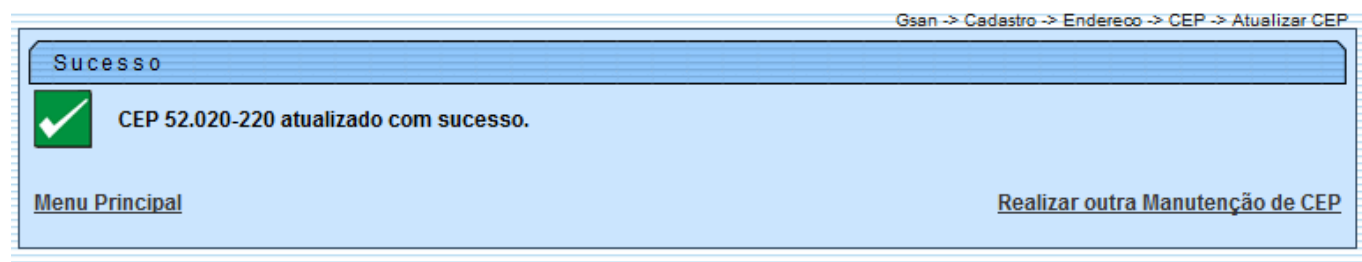 Gsan -> Cadastro -> Endereco -> CEP -> Atualizar CEP
Sucesso
CEP 52.020-220 atualizado com sucesso.
Menu Principal
Realizar outra Manutenção de CEP